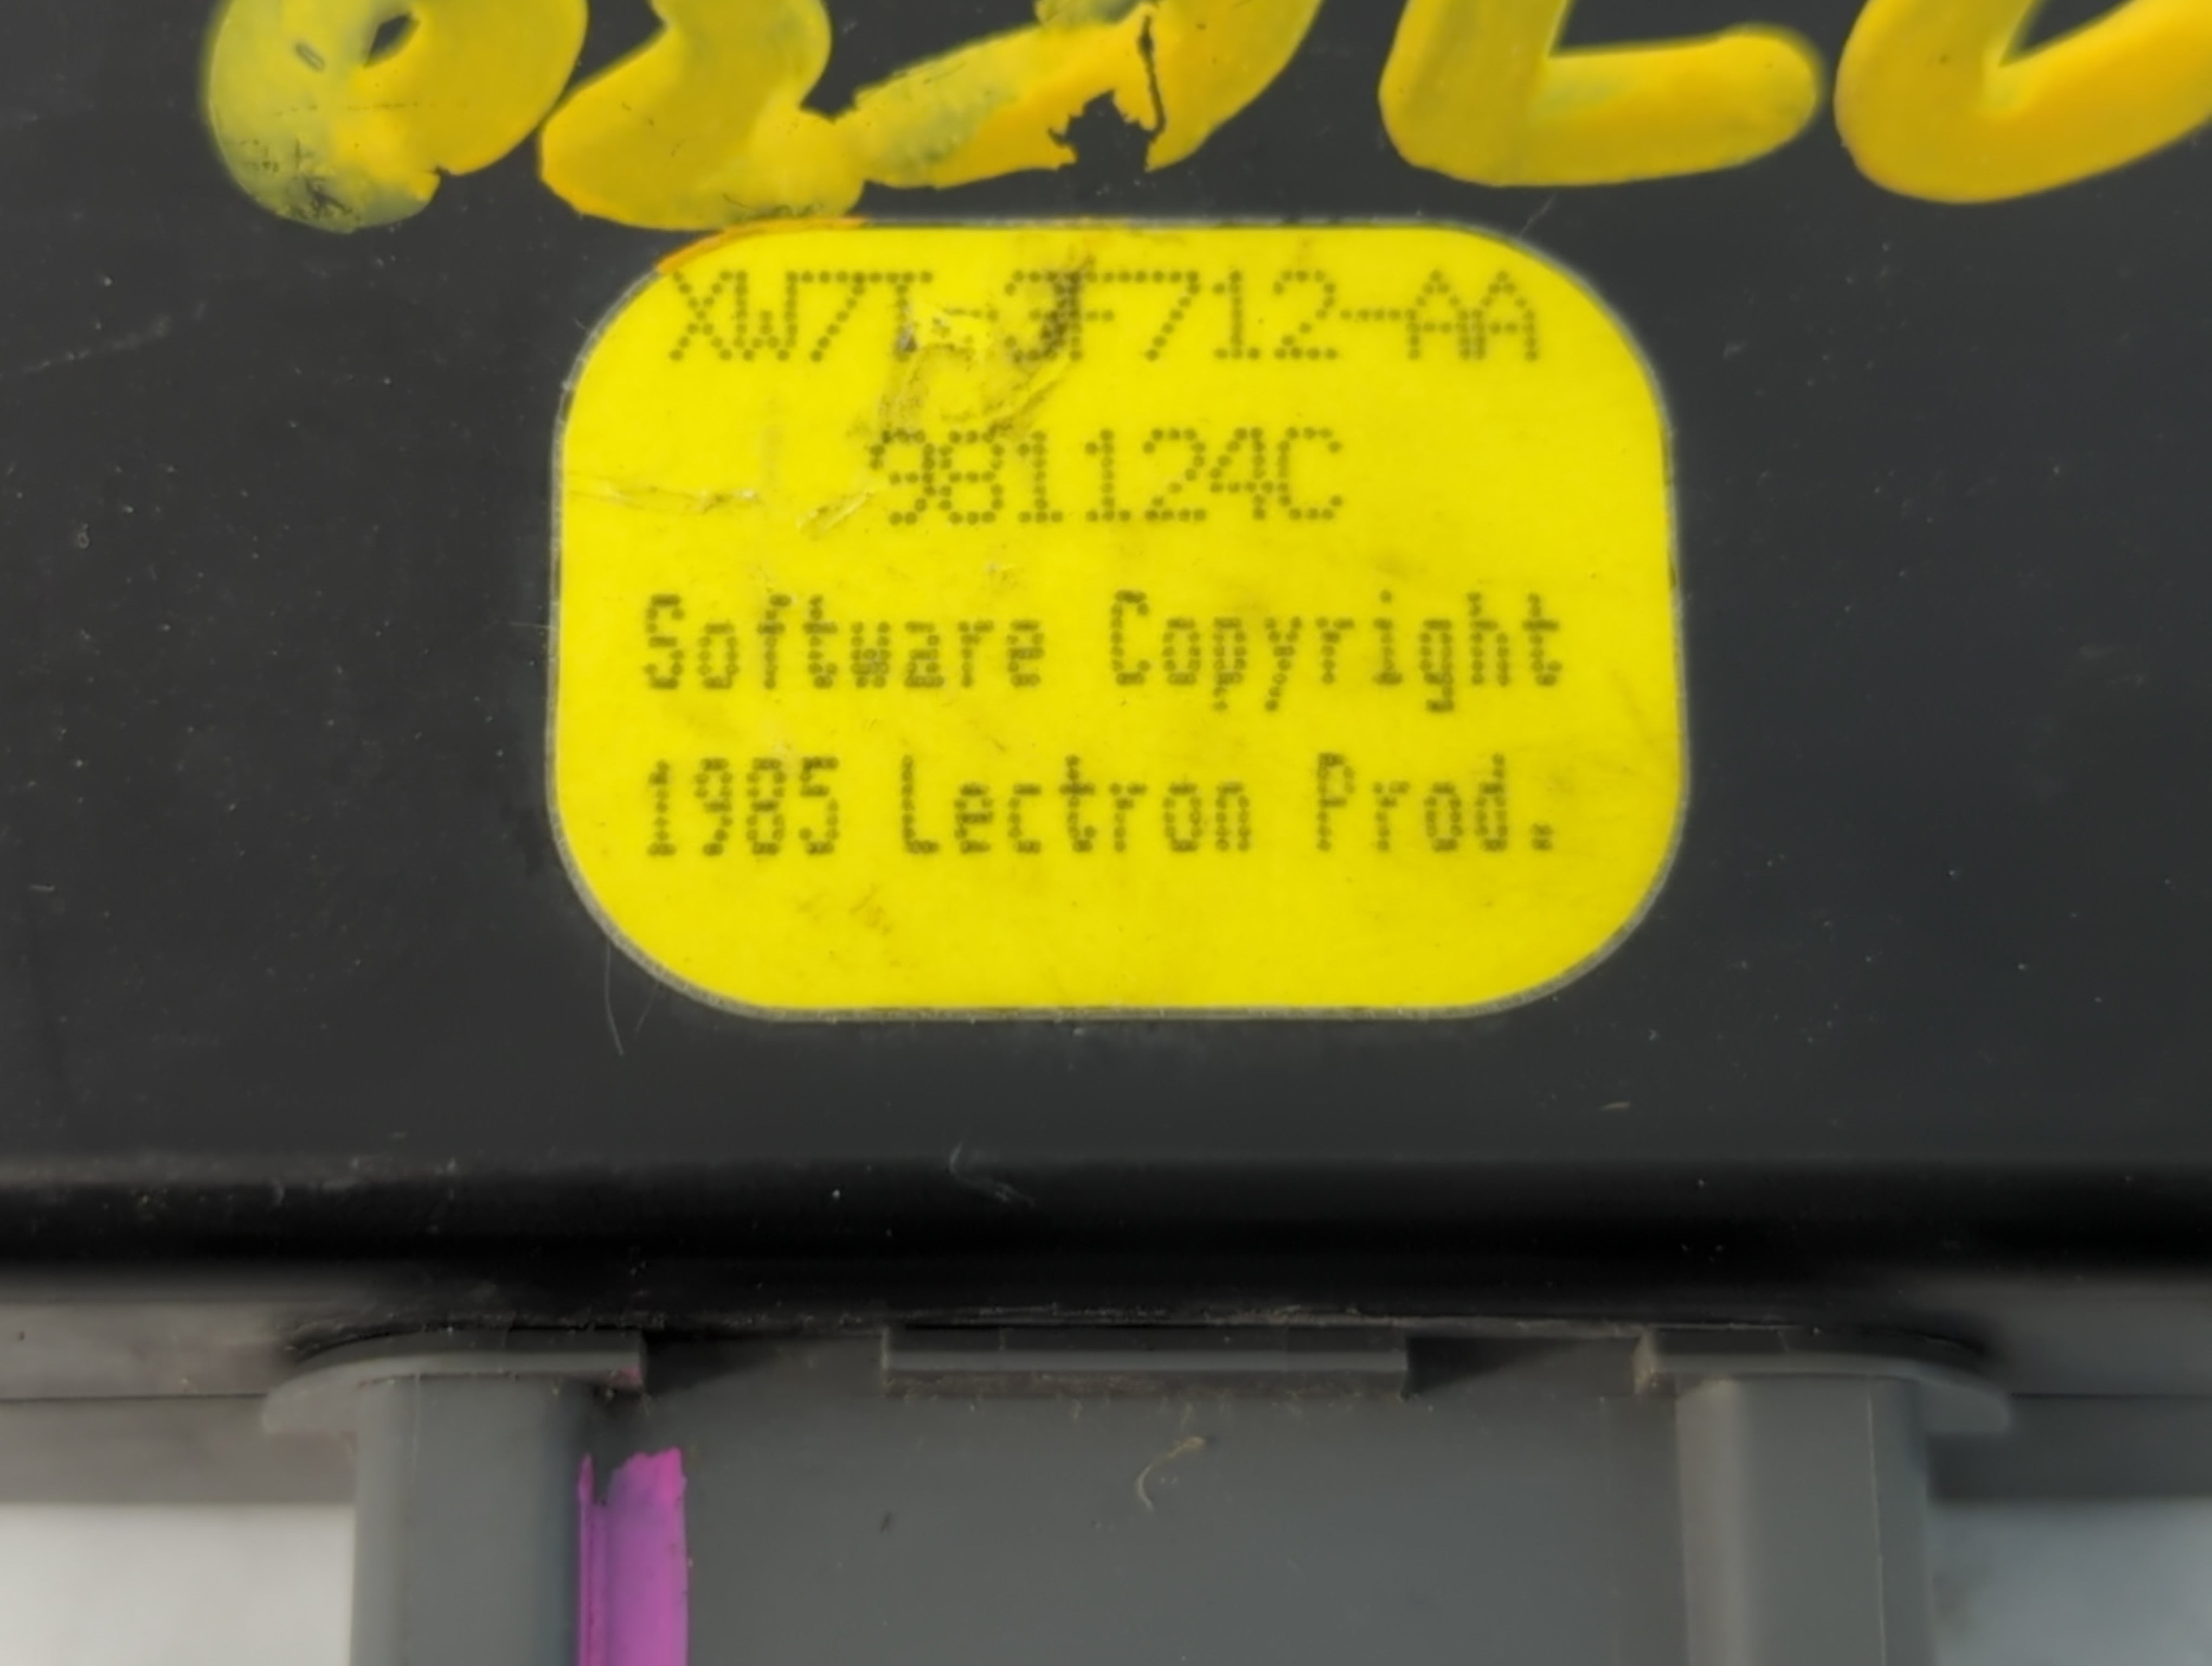 XW7T-3F712-AA
981124C
Software Copyright
1985 Lectron Prod.